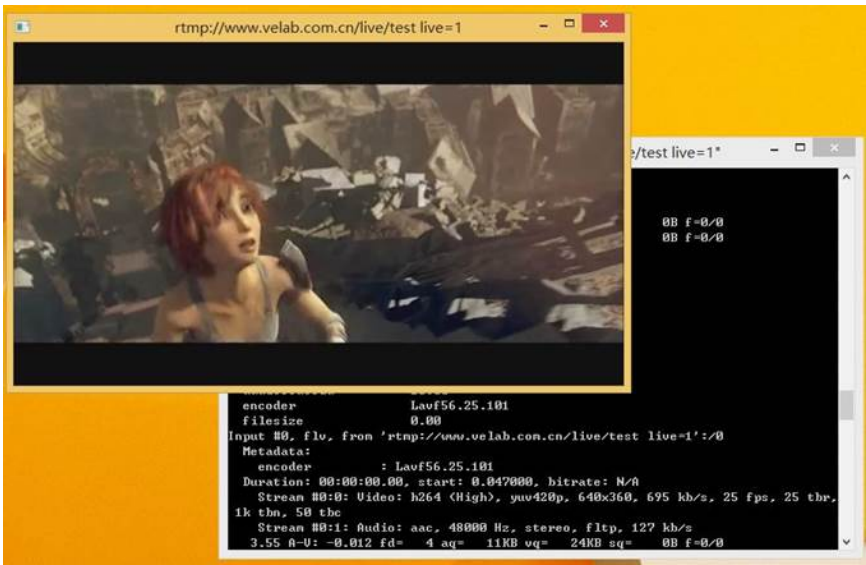 rtmp://www.velab.com.cn/live/test live=1
e/test live=1"
0B f=0/0
0B f=0/0
encoder Lavf56.25.101
filesize 0.00
Input #0, flv, from 'rtmp://www.velab.com.cn/live/test live=1':/0
Metadata:
encoder : Lavf56.25.101
Duration: 00:00:00.00, start: 0.047000, bitrate: N/A
Stream #0:0: Video: h264 (High), yuv420p, 640x360, 695 kb/s, 25 fps, 25 tbr,
1k tbn, 50 tbc
Stream #0:1: Audio: aac, 48000 Hz, stereo, fltp, 127 kb/s
3.55 A-V: -0.012 fd= 4 aq= 11KB vq= 24KB sq= 0B f=0/0